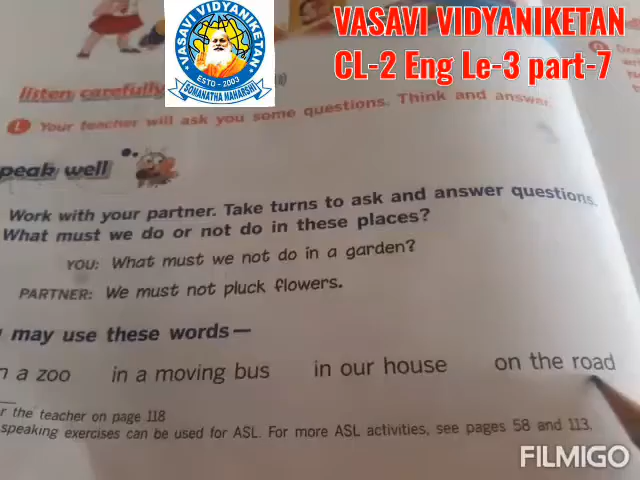 VASAVI VIDYANIKETAN
CL-2 Eng Le-3 part-7
VASAVI VIDYANIKETAN
ESTD - 2003
SOMANATHA MAHARSHI
listen carefully
L Your teacher will ask you some questions. Think and answer
peak well
Work with your partner. Take turns to ask and answer questions.
What must we do or not do in these places?
YOU: What must we not do in a garden?
PARTNER: We must not pluck flowers.
may use these words—
n a zoo in a moving bus in our house on the road
r the teacher on page 118
speaking exercises can be used for ASL. For more ASL activities, see pages 58 and 113.
FILMIGO